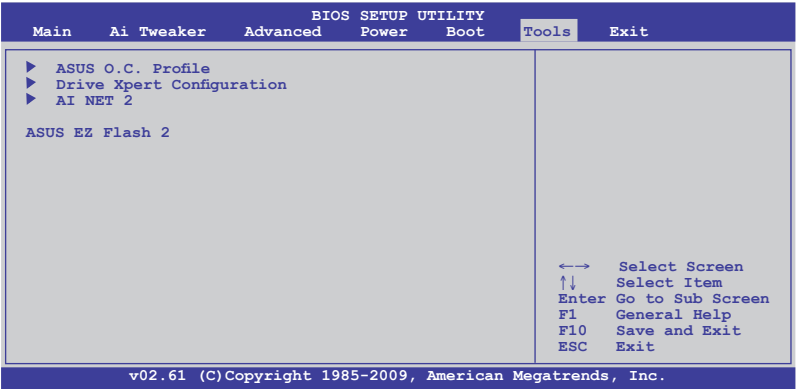 BIOS SETUP UTILITY
Main Ai Tweaker Advanced Power Boot Tools Exit
ASUS O.C. Profile
Drive Xpert Configuration
AI NET 2
ASUS EZ Flash 2
←→ Select Screen
↑↓ Select Item
Enter Go to Sub Screen
F1 General Help
F10 Save and Exit
ESC Exit
v02.61 (C)Copyright 1985-2009, American Megatrends, Inc.